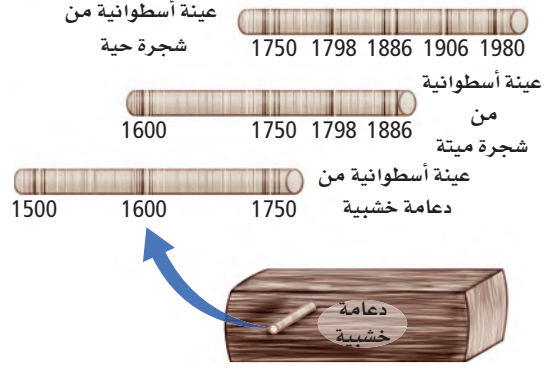 عينة أسطوانية من
شجرة حية
1750 1798 1886 1906 1980
عينة أسطوانية
من
شجرة ميتة
1600 1750 1798 1886
عينة أسطوانية من
دعامة خشبية
1500 1600 1750
دعامة
خشبية